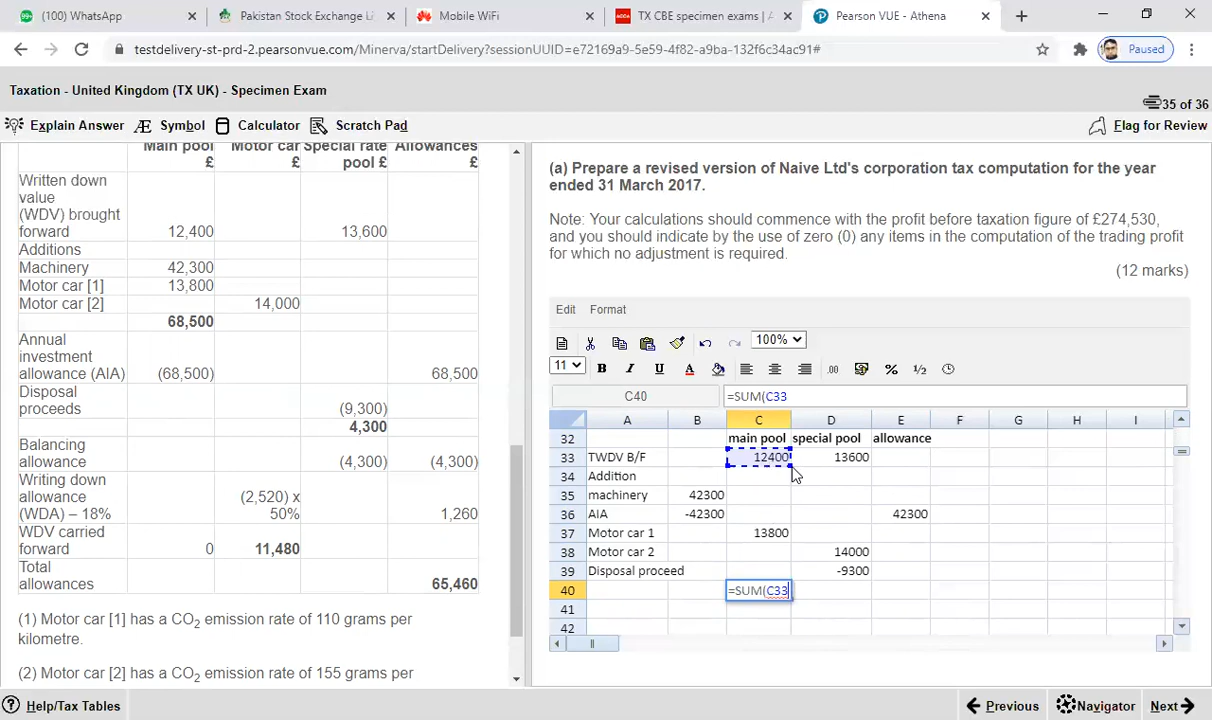 (100) WhatsApp
Pakistan Stock Exchange Li
Mobile WiFi
TX CBE specimen exams | A
Pearson VUE - Athena
testdelivery-st-prd-2.pearsonvue.com/Minerva/startDelivery?sessionUUID=e72169a9-5e59-4f82-a9ba-132f6c34ac91#
Paused
Taxation - United Kingdom (TX UK) - Specimen Exam
35 of 36
Explain Answer
Symbol
Calculator
Scratch Pad
Flag for Review
Main pool Motor car Special rate Allowances
£ £ pool £ £
Written down
value
(WDV) brought
forward 12,400 13,600
Additions
Machinery 42,300
Motor car [1] 13,800
Motor car [2] 14,000
68,500
Annual
investment
allowance (AIA) (68,500) 68,500
Disposal
proceeds (9,300)
4,300
Balancing
allowance (4,300) (4,300)
Writing down
allowance (2,520) x
(WDA) – 18% 50% 1,260
WDV carried
forward 0 11,480
Total
allowances 65,460
(1) Motor car [1] has a CO2 emission rate of 110 grams per
kilometre.
(2) Motor car [2] has a CO2 emission rate of 155 grams per
(a) Prepare a revised version of Naive Ltd's corporation tax computation for the year
ended 31 March 2017.
Note: Your calculations should commence with the profit before taxation figure of £274,530,
and you should indicate by the use of zero (0) any items in the computation of the trading profit
for which no adjustment is required.
(12 marks)
Edit Format
100%
11 B I U A .00 % ½
C40 =SUM(C33
A B C D E F G H I
32 main pool special pool allowance
33 TWDV B/F 12400 13600
34 Addition
35 machinery 42300
36 AIA -42300 42300
37 Motor car 1 13800
38 Motor car 2 14000
39 Disposal proceed -9300
40 =SUM(C33
41
42
Help/Tax Tables
Previous
Navigator
Next